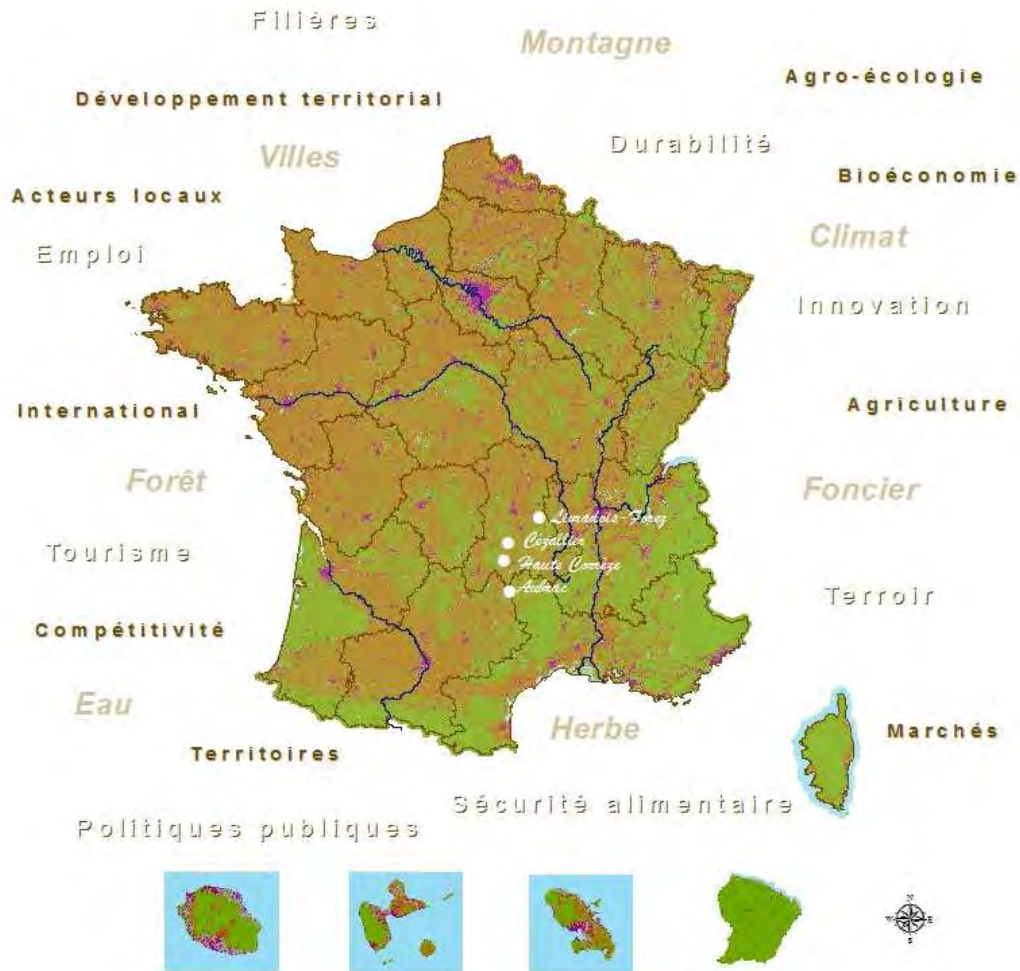 Filières
Montagne
Agro-écologie
Développement territorial
Durabilité
Villes
Bioéconomie
Acteurs locaux
Climat
Emploi
Innovation
International
Agriculture
Forêt
Foncier
Livradois-Forez
Cézallier
Tourisme
Haute Corrèze
Aubrac
Terroir
Compétitivité
Eau
Herbe
Marchés
Territoires
Sécurité alimentaire
Politiques publiques
N
W E
S